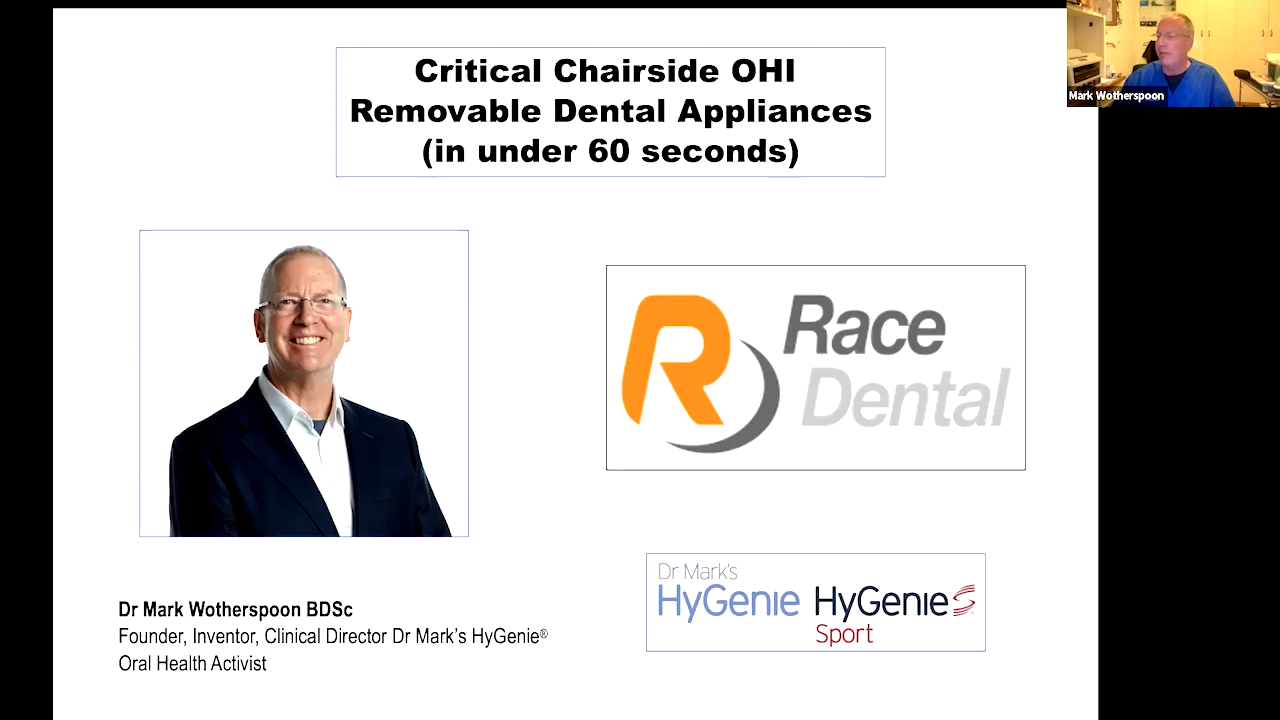 Critical Chairside OHI
Removable Dental Appliances
(in under 60 seconds)
Mark Wotherspoon
R
Race
Dental
Dr Mark's
HyGenie
HyGenie
Sport
Dr Mark Wotherspoon BDSc
Founder, Inventor, Clinical Director Dr Mark’s HyGenie®
Oral Health Activist